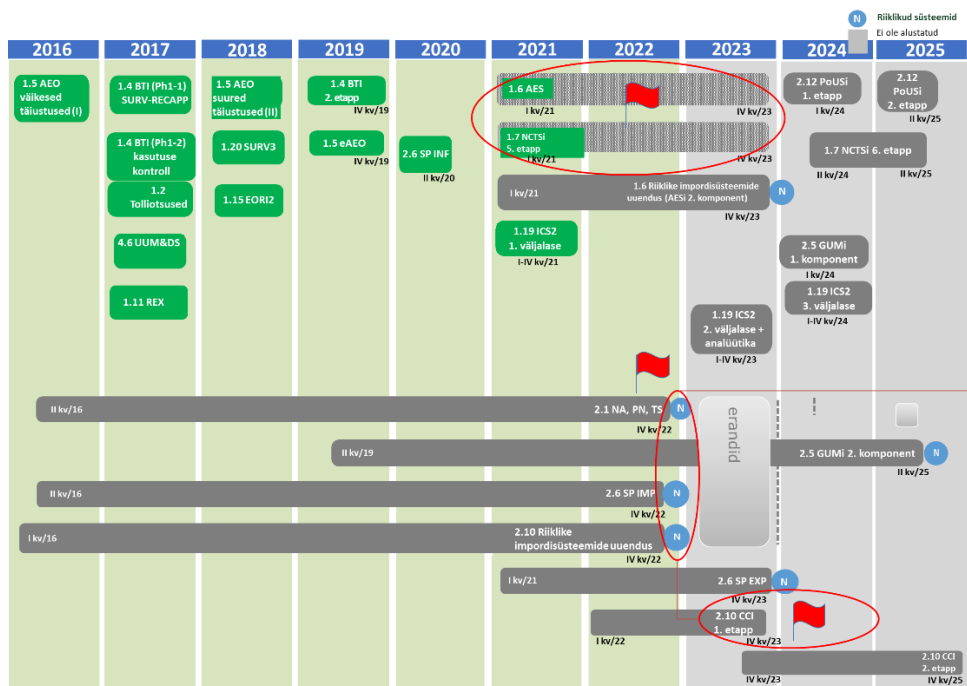 N Riiklikud süsteemid
Ei ole alustatud
2016 2017 2018 2019 2020 2021 2022 2023 2024 2025
1.5 AEO
väikesed
täiustused (I)
1.4 BTI (Ph1-1)
SURV-RECAPP
1.4 BTI (Ph1-2)
kasutuse
kontroll
1.2
Tolliotsused
4.6 UUM&DS
1.11 REX
1.5 AEO
suured
täiustused (II)
1.20 SURV3
1.15 EORI2
1.4 BTI
2. etapp
IV kv/19
1.5 eAEO
IV kv/19
2.6 SP INF
II kv/20
1.6 AES
I kv/21
IV kv/23
1.7 NCTSi
5. etapp
I kv/21
IV kv/23
I kv/21
1.6 Riiklike impordisüsteemide
uuendus (AESi 2. komponent)
N
IV kv/23
1.19 ICS2
1. väljalase
I-IV kv/21
1.19 ICS2
2. väljalase +
analüütika
I-IV kv/23
2.12 PoUSi
1. etapp
I kv/24
2.12
PoUSi
2. etapp
II kv/25
1.7 NCTSi 6. etapp
II kv/24
II kv/25
2.5 GUMi
1. komponent
I kv/24
1.19 ICS2
3. väljalase
I-IV kv/24
II kv/16
2.1 NA, PN, TS
N
IV kv/22
erandid
II kv/19
2.5 GUMi 2. komponent
N
II kv/25
II kv/16
2.6 SP IMP
N
IV kv/22
I kv/16
2.10 Riiklike
impordisüsteemide uuendus
N
IV kv/22
I kv/21
2.6 SP EXP
N
IV kv/23
2.10 CCI
1. etapp
I kv/22
IV kv/23
2.10 CCI
2. etapp
IV kv/23
IV kv/25